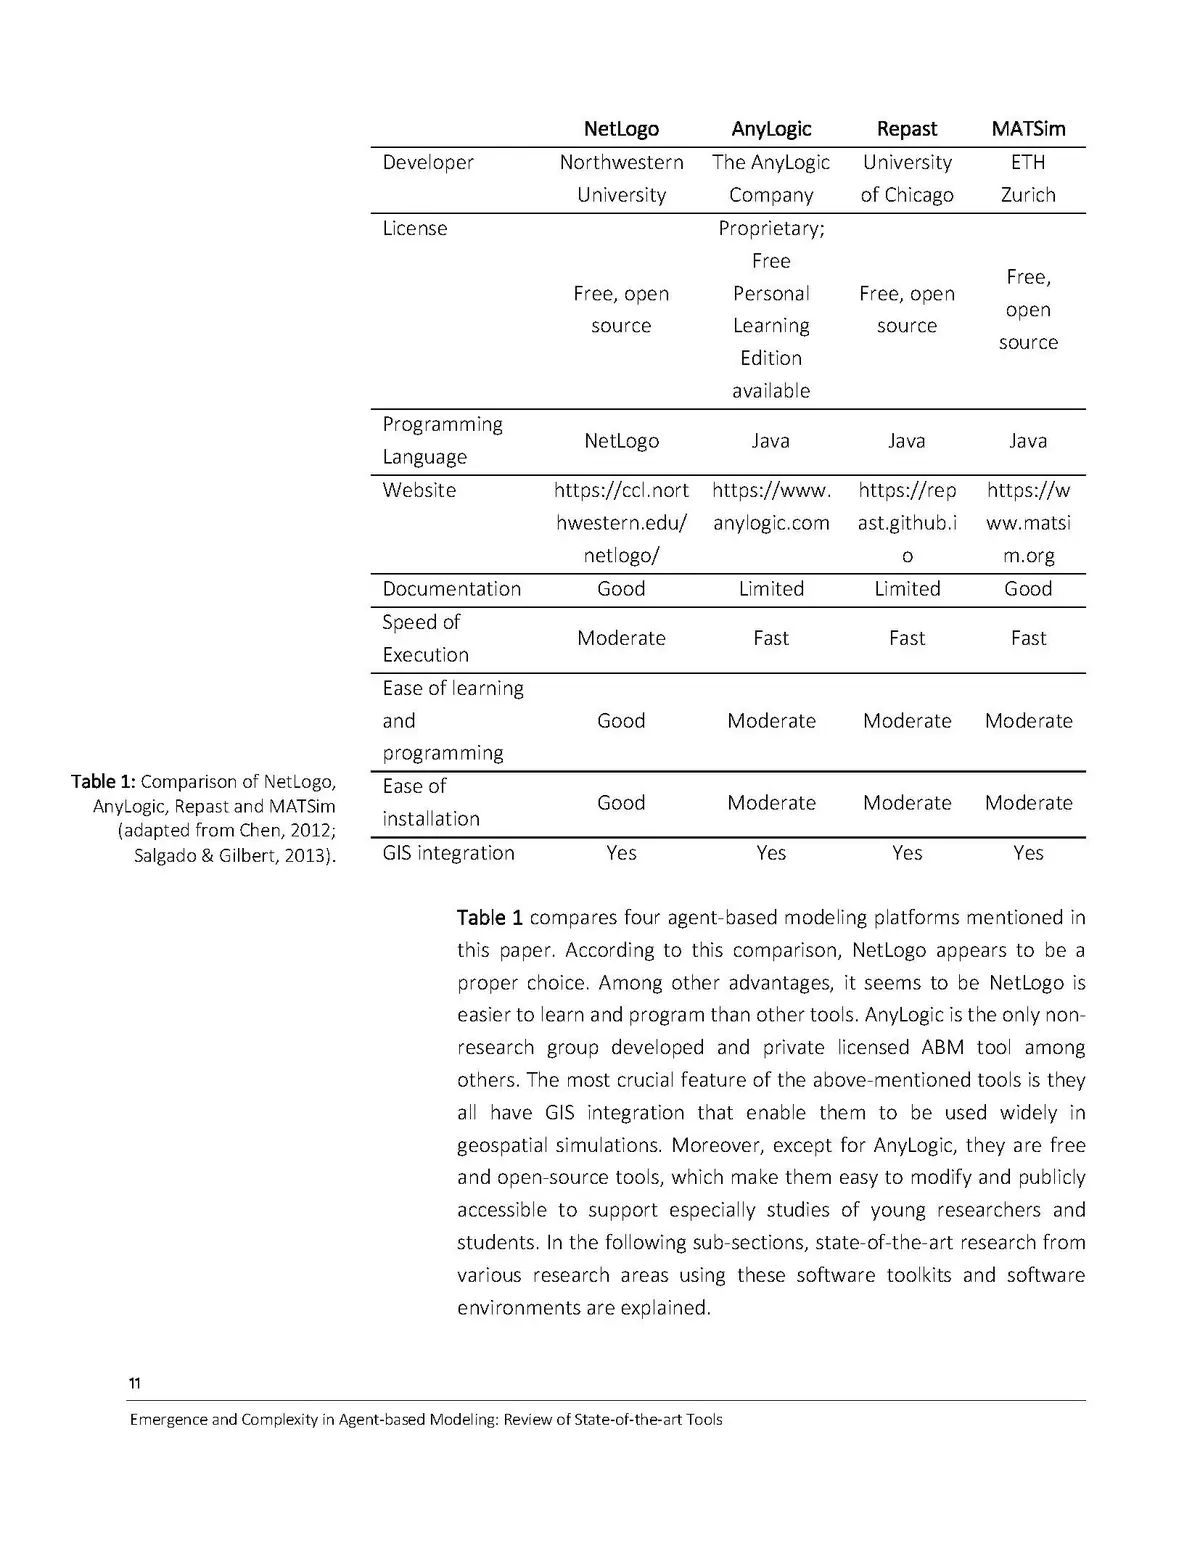 NetLogo AnyLogic Repast MATSim
Developer Northwestern The AnyLogic University ETH
University Company of Chicago Zurich
License Proprietary;
Free
Free,
Free, open Personal Free, open
open
source Learning source
source
Edition
available
Programming
NetLogo Java Java Java
Language
Website https://ccl.nort https://www. https://rep https://w
hwestern.edu/ anylogic.com ast.github.i ww.matsi
netlogo/ o m.org
Documentation Good Limited Limited Good
Speed of
Moderate Fast Fast Fast
Execution
Ease of learning
and Good Moderate Moderate Moderate
programming
Ease of
Good Moderate Moderate Moderate
installation
GIS integration Yes Yes Yes Yes
Table 1: Comparison of NetLogo,
AnyLogic, Repast and MATSim
(adapted from Chen, 2012;
Salgado & Gilbert, 2013).
Table 1 compares four agent-based modeling platforms mentioned in
this paper. According to this comparison, NetLogo appears to be a
proper choice. Among other advantages, it seems to be NetLogo is
easier to learn and program than other tools. AnyLogic is the only non-
research group developed and private licensed ABM tool among
others. The most crucial feature of the above-mentioned tools is they
all have GIS integration that enable them to be used widely in
geospatial simulations. Moreover, except for AnyLogic, they are free
and open-source tools, which make them easy to modify and publicly
accessible to support especially studies of young researchers and
students. In the following sub-sections, state-of-the-art research from
various research areas using these software toolkits and software
environments are explained.
11
Emergence and Complexity in Agent-based Modeling: Review of State-of-the-art Tools